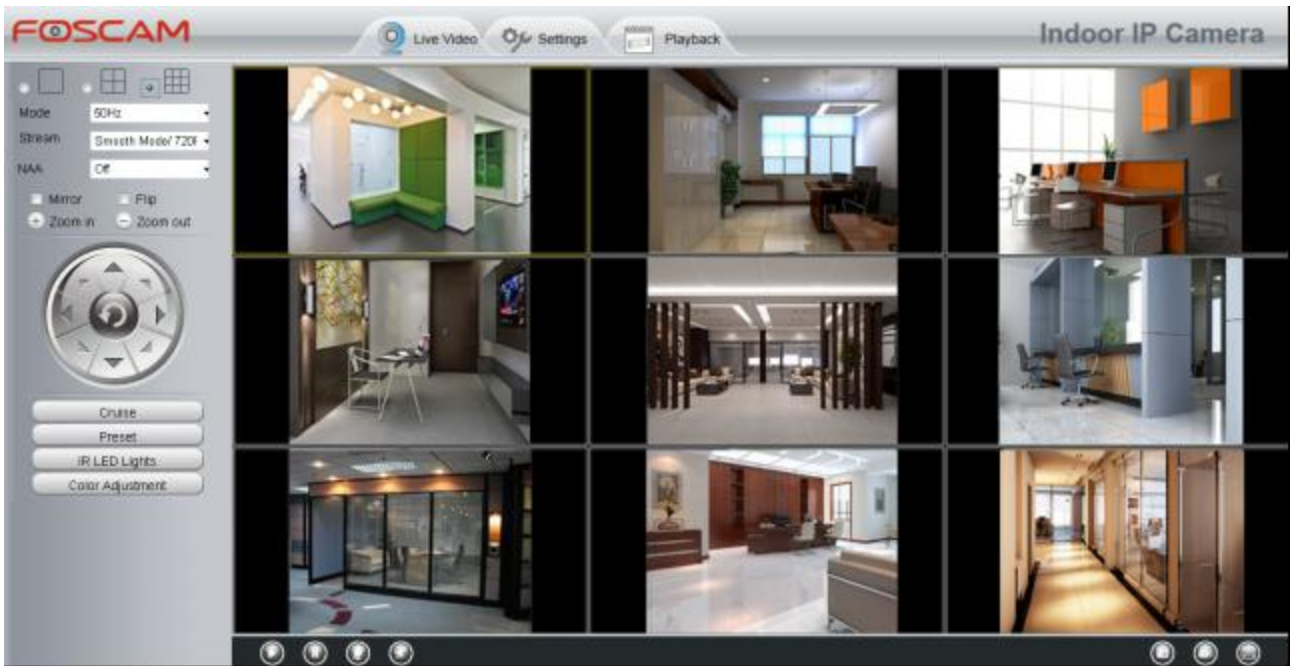 FOSCAM
Live Video
Settings
Playback
Indoor IP Camera
Mode
50Hz
Stream
Smooth Mode/ 720P
NAA
Off
Mirror
Flip
Zoom in
Zoom out
Cruise
Preset
IR LED Lights
Color Adjustment